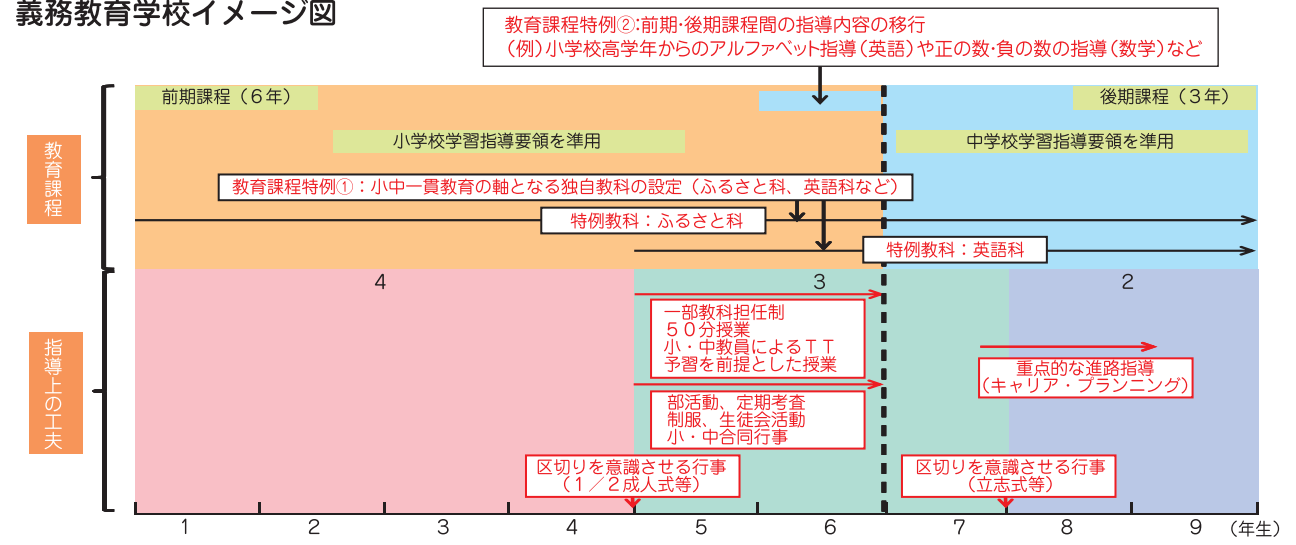 義務教育学校イメージ図
教育課程特例②:前期・後期課程間の指導内容の移行
（例）小学校高学年からのアルファベット指導（英語）や正の数・負の数の指導（数学）など
教育課程
前期課程（６年）
後期課程（３年）
小学校学習指導要領を準用
中学校学習指導要領を準用
教育課程特例①：小中一貫教育の軸となる独自教科の設定（ふるさと科、英語科など）
特例教科：ふるさと科
特例教科：英語科
指導上の工夫
4
3
2
一部教科担任制
５０分授業
小・中教員によるＴＴ
予習を前提とした授業
重点的な進路指導
（キャリア・プランニング）
部活動、定期考査
制服、生徒会活動
小・中合同行事
区切りを意識させる行事
（１／２成人式等）
区切りを意識させる行事
（立志式等）
1 2 3 4 5 6 7 8 9 （年生）